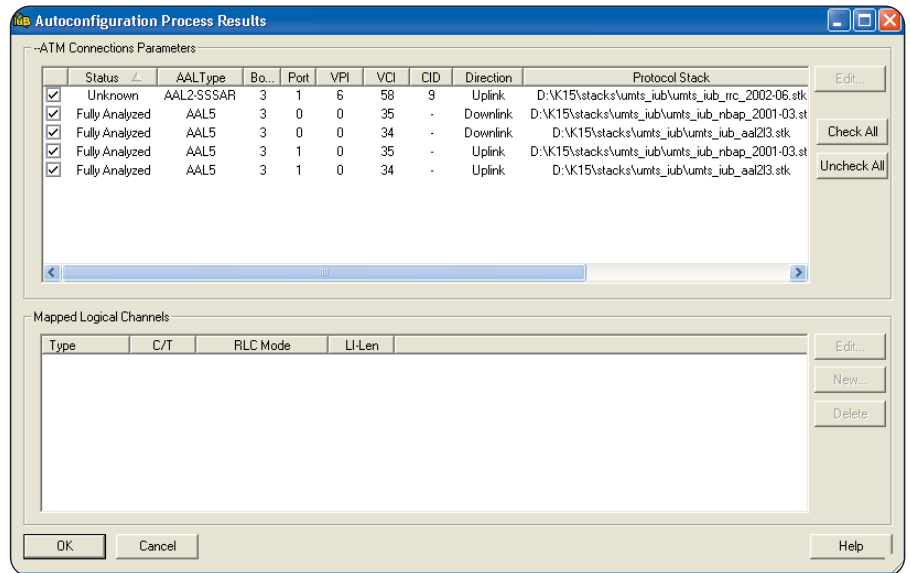 IUB Autoconfiguration Process Results
--ATM Connections Parameters
Status AALType Bo... Port VPI VCI CID Direction Protocol Stack
Unknown AAL2-SSSAR 3 1 6 58 9 Uplink D:\K15\stacks\umts_iub\umts_iub_rrc_2002-06.stk
Fully Analyzed AAL5 3 0 0 35 - Downlink D:\K15\stacks\umts_iub\umts_iub_nbap_2001-03.st
Fully Analyzed AAL5 3 0 0 34 - Downlink D:\K15\stacks\umts_iub\umts_iub_aal2l3.stk
Fully Analyzed AAL5 3 1 0 35 - Uplink D:\K15\stacks\umts_iub\umts_iub_nbap_2001-03.st
Fully Analyzed AAL5 3 1 0 34 - Uplink D:\K15\stacks\umts_iub\umts_iub_aal2l3.stk
Edit...
Check All
Uncheck All
Mapped Logical Channels
Type C/T RLC Mode LI-Len
Edit...
New...
Delete
OK Cancel Help